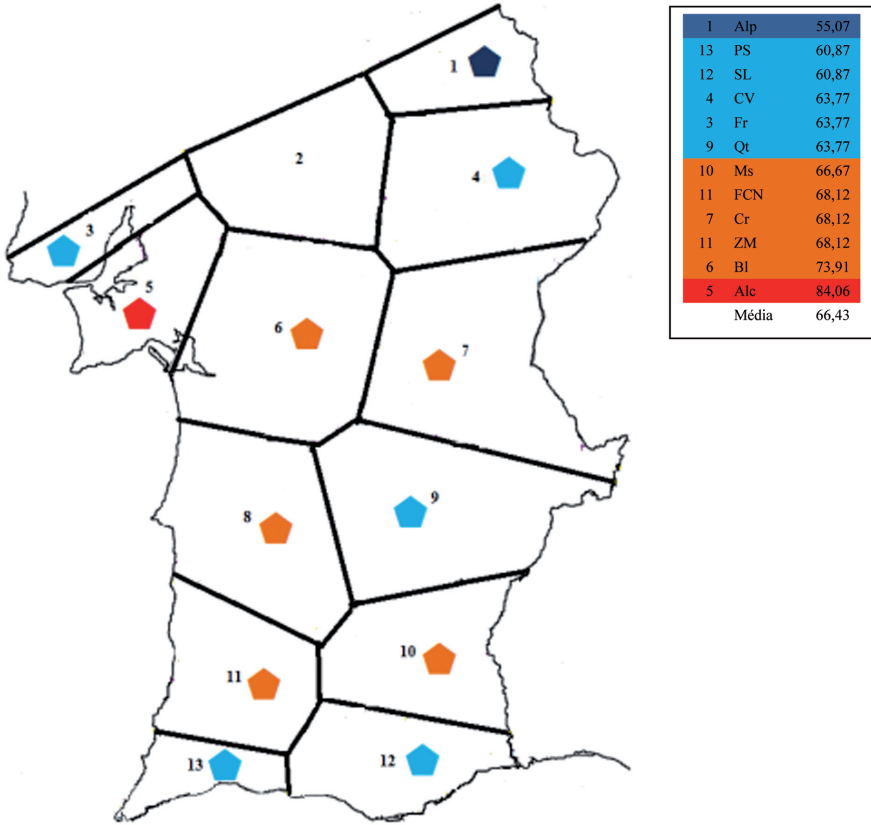 1 Alp 55,07
13 PS 60,87
12 SL 60,87
4 CV 63,77
3 Fr 63,77
9 Qt 63,77
10 Ms 66,67
11 FCN 68,12
7 Cr 68,12
11 ZM 68,12
6 Bl 73,91
5 Alc 84,06
Média 66,43
1
2
4
3
5
6
7
9
8
10
11
12
13